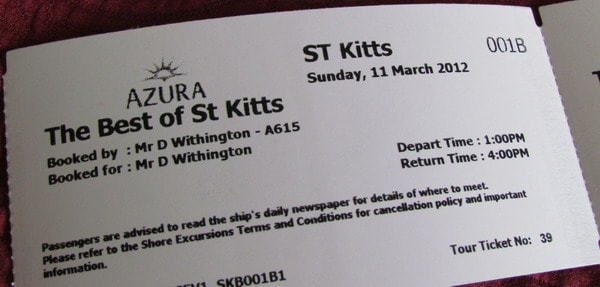 ST Kitts 001B
Sunday, 11 March 2012
AZURA
The Best of St Kitts
Booked by : Mr D Withington - A615
Booked for : Mr D Withington
Depart Time : 1:00PM
Return Time : 4:00PM
Passengers are advised to read the ship's daily newspaper for details of where to meet.
Please refer to the Shore Excursions Terms and Conditions for cancellation policy and important
information.
Tour Ticket No: 39
SKB001B1